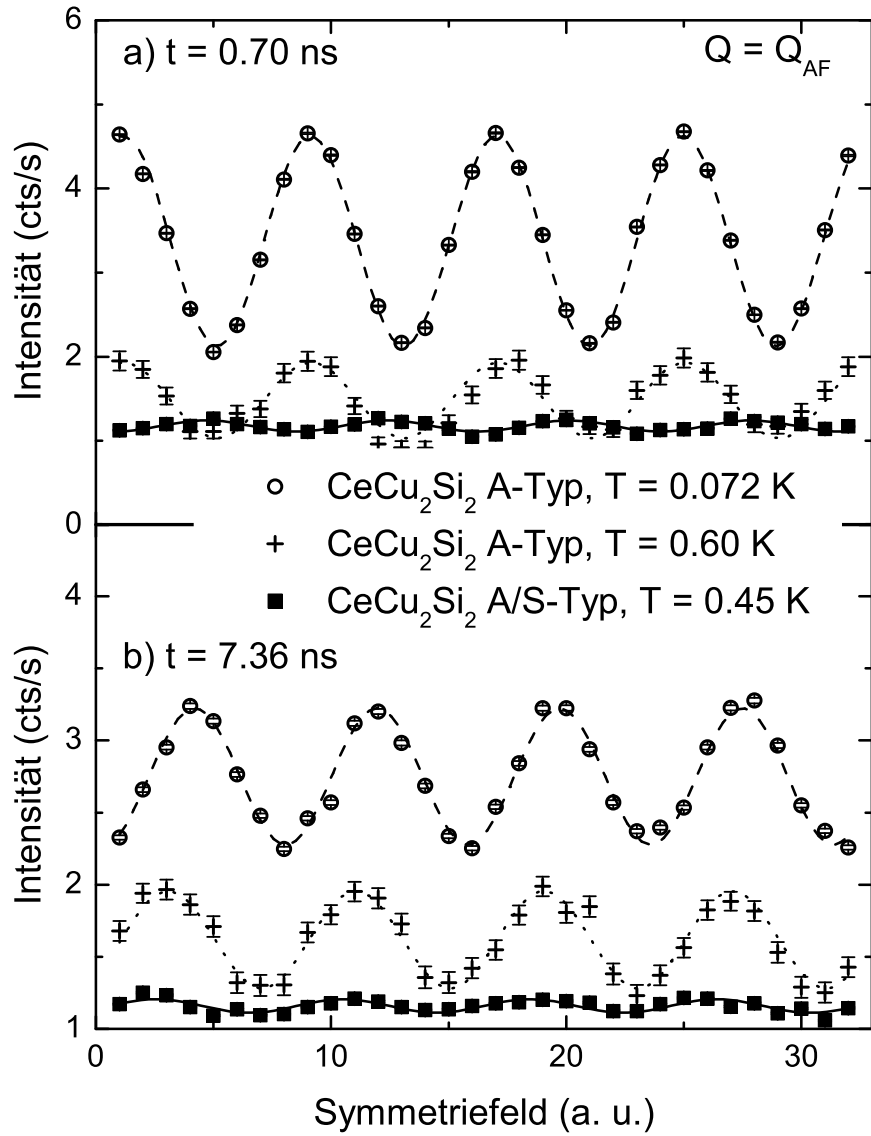 6
a) t = 0.70 ns
Q = Q_AF
4
Intensität (cts/s)
2
0
CeCu₂Si₂ A-Typ, T = 0.072 K
CeCu₂Si₂ A-Typ, T = 0.60 K
CeCu₂Si₂ A/S-Typ, T = 0.45 K
4
b) t = 7.36 ns
3
Intensität (cts/s)
2
1
0 10 20 30
Symmetriefeld (a. u.)